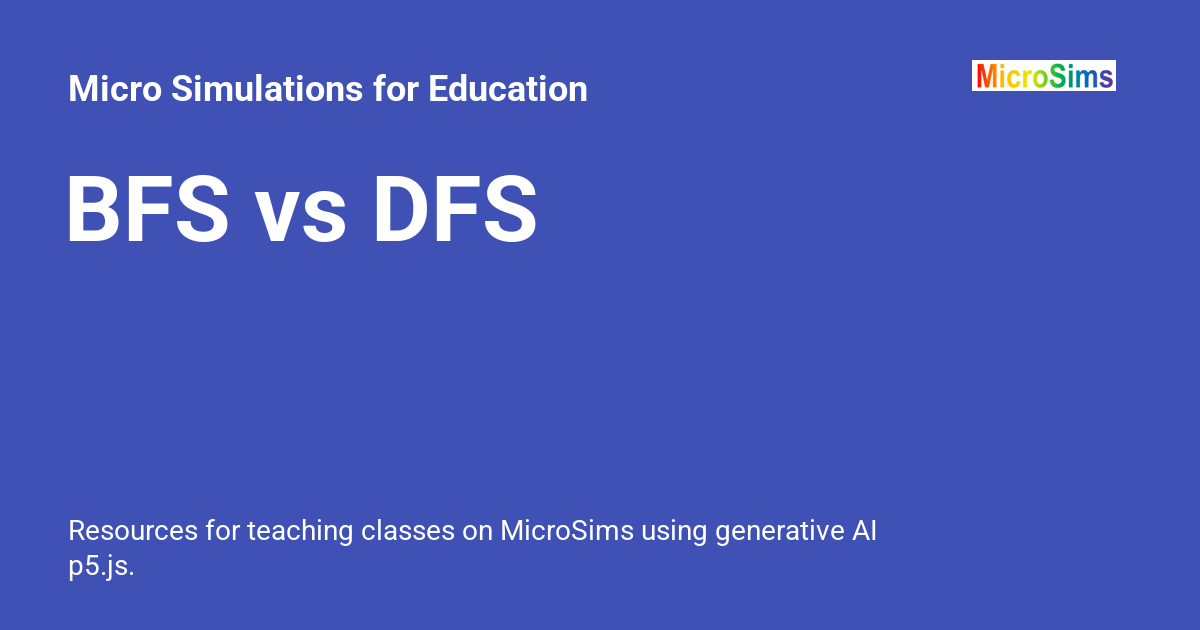 Micro Simulations for Education
MicroSims
BFS vs DFS
Resources for teaching classes on MicroSims using generative AI
p5.js.